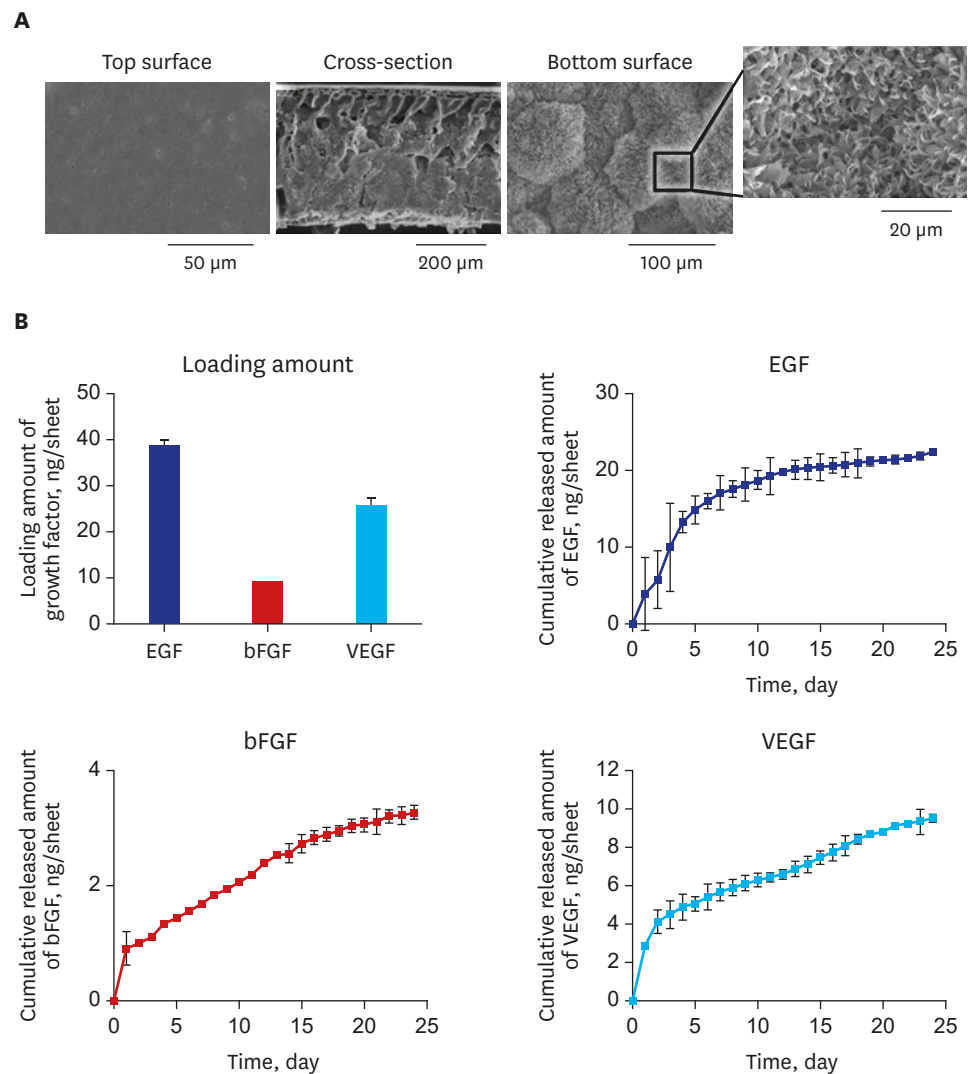 A
Top surface
Cross-section
Bottom surface
50 μm
200 μm
100 μm
20 μm
B
Loading amount
Loading amount of
growth factor, ng/sheet
50
40
30
20
10
0
EGF
bFGF
VEGF
EGF
Cumulative released amount
of EGF, ng/sheet
30
20
10
0
0
5
10
15
20
25
Time, day
bFGF
Cumulative released amount
of bFGF, ng/sheet
4
2
0
0
5
10
15
20
25
Time, day
VEGF
Cumulative released amount
of VEGF, ng/sheet
12
10
8
6
4
2
0
0
5
10
15
20
25
Time, day